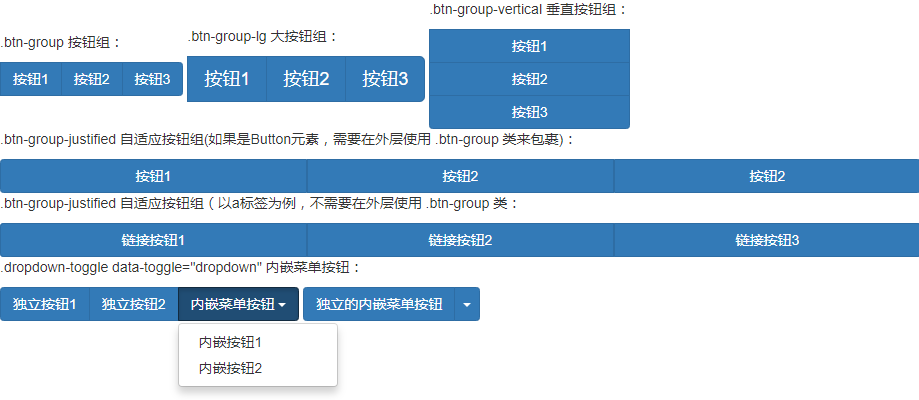 .btn-group 按钮组：
按钮1 按钮2 按钮3
.btn-group-lg 大按钮组：
按钮1 按钮2 按钮3
.btn-group-vertical 垂直按钮组：
按钮1
按钮2
按钮3
.btn-group-justified 自适应按钮组(如果是Button元素，需要在外层使用 .btn-group 类来包裹)：
按钮1 按钮2 按钮2
.btn-group-justified 自适应按钮组（以a标签为例，不需要在外层使用 .btn-group 类：
链接按钮1 链接按钮2 链接按钮3
.dropdown-toggle data-toggle="dropdown" 内嵌菜单按钮：
独立按钮1 独立按钮2 内嵌菜单按钮 独立的内嵌菜单按钮
内嵌按钮1
内嵌按钮2